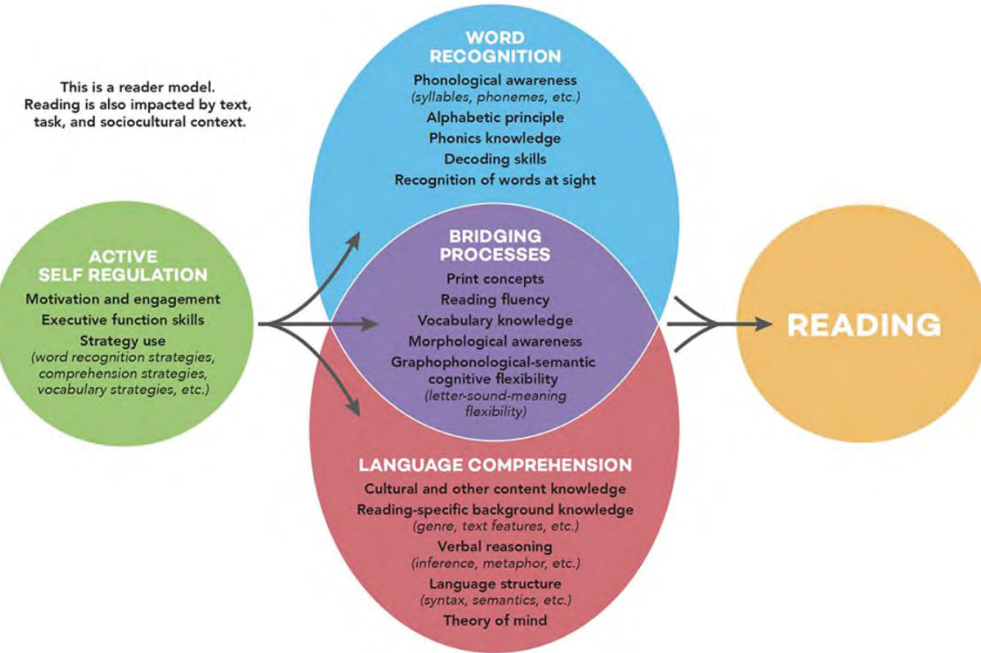 This is a reader model.
Reading is also impacted by text,
task, and sociocultural context.
ACTIVE
SELF REGULATION
Motivation and engagement
Executive function skills
Strategy use
(word recognition strategies,
comprehension strategies,
vocabulary strategies, etc.)
WORD
RECOGNITION
Phonological awareness
(syllables, phonemes, etc.)
Alphabetic principle
Phonics knowledge
Decoding skills
Recognition of words at sight
BRIDGING
PROCESSES
Print concepts
Reading fluency
Vocabulary knowledge
Morphological awareness
Graphophonological-semantic
cognitive flexibility
(letter-sound-meaning
flexibility)
LANGUAGE COMPREHENSION
Cultural and other content knowledge
Reading-specific background knowledge
(genre, text features, etc.)
Verbal reasoning
(inference, metaphor, etc.)
Language structure
(syntax, semantics, etc.)
Theory of mind
READING